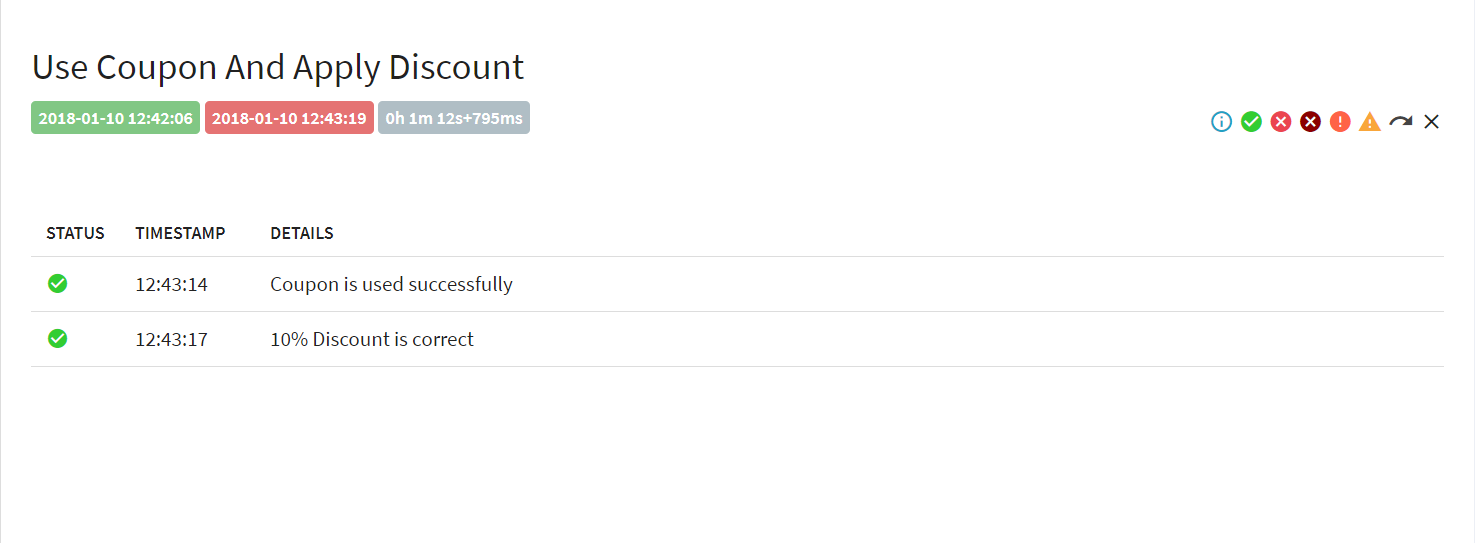 Use Coupon And Apply Discount
2018-01-10 12:42:06 2018-01-10 12:43:19 0h 1m 12s+795ms
STATUS TIMESTAMP DETAILS
12:43:14 Coupon is used successfully
12:43:17 10% Discount is correct